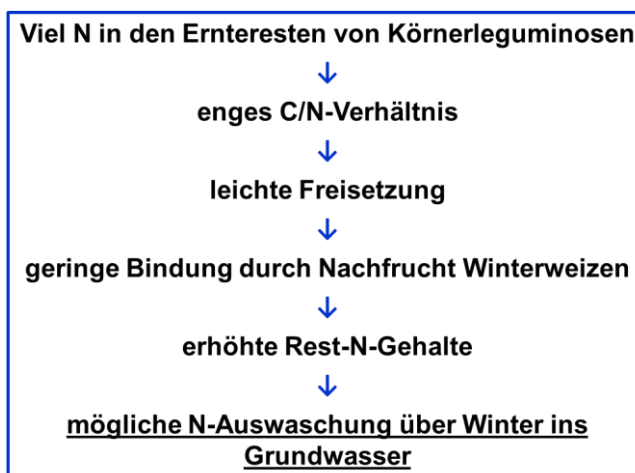 Viel N in den Ernteresten von Körnerleguminosen
↓
enges C/N-Verhältnis
↓
leichte Freisetzung
↓
geringe Bindung durch Nachfrucht Winterweizen
↓
erhöhte Rest-N-Gehalte
↓
mögliche N-Auswaschung über Winter ins
Grundwasser